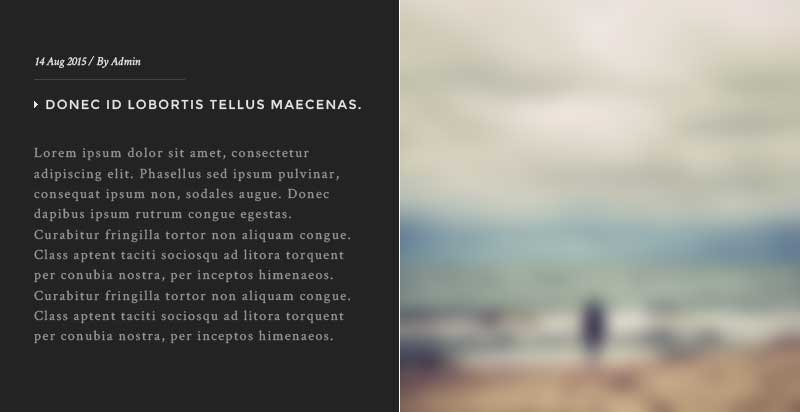 14 Aug 2015 / By Admin
DONEC ID LOBORTIS TELLUS MAECENAS.
Lorem ipsum dolor sit amet, consectetur
adipiscing elit. Phasellus sed ipsum pulvinar,
consequat ipsum non, sodales augue. Donec
dapibus ipsum rutrum congue egestas.
Curabitur fringilla tortor non aliquam congue.
Class aptent taciti sociosqu ad litora torquent
per conubia nostra, per inceptos himenaeos.
Curabitur fringilla tortor non aliquam congue.
Class aptent taciti sociosqu ad litora torquent
per conubia nostra, per inceptos himenaeos.